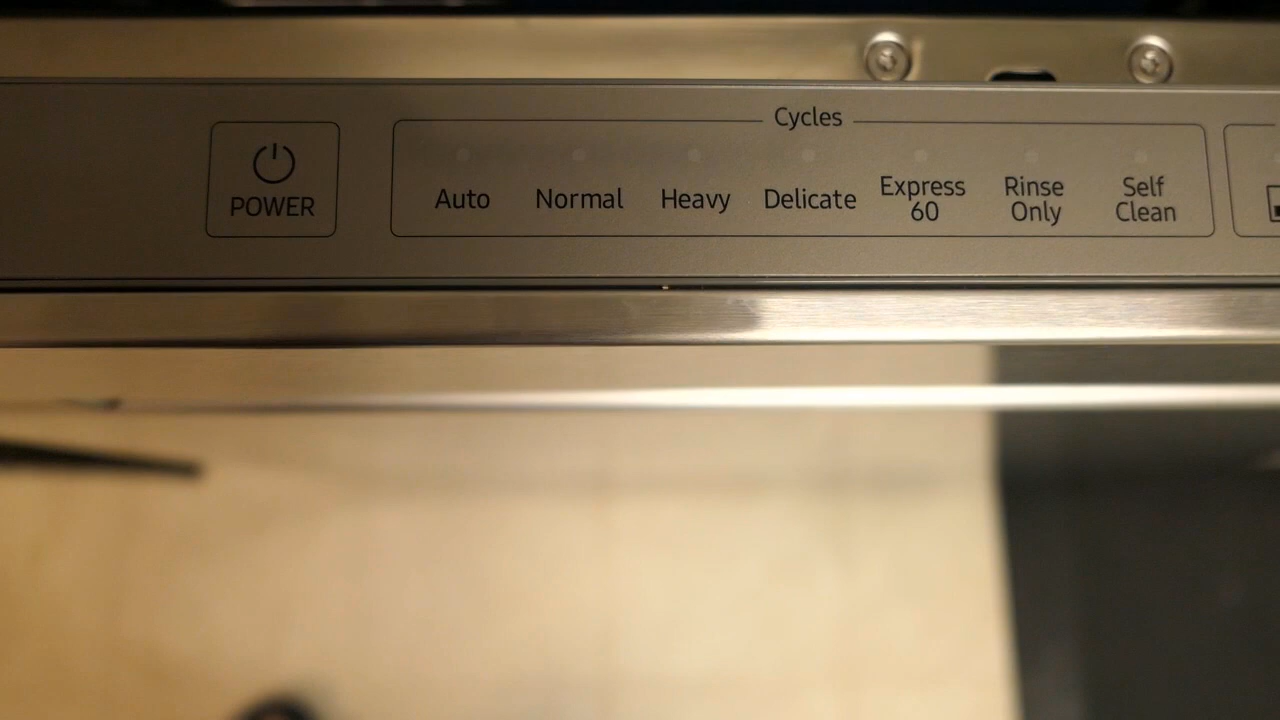 Cycles
POWER
Auto
Normal
Heavy
Delicate
Express
60
Rinse
Only
Self
Clean